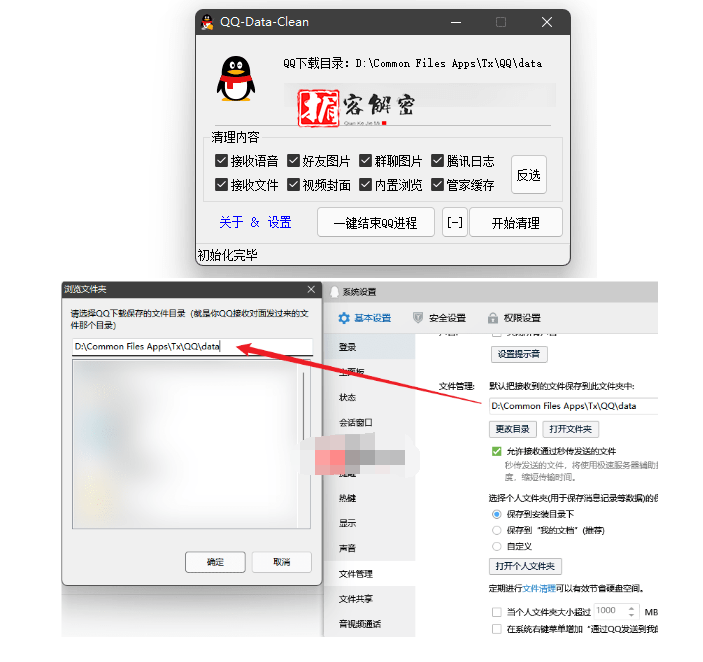 QQ-Data-Clean
QQ下载目录: D:\Common Files Apps\Tx\QQ\data
掮客解密
Qian Ke Jie Mi
清理内容
接收语音 好友图片 群聊图片 腾讯日志
接收文件 视频封面 内置浏览 管家缓存
反选
关于 & 设置 一键结束QQ进程 [-] 开始清理
初始化完毕
浏览文件夹
请选择QQ下载保存的文件目录（就是你QQ接收对面发过来的文
件那个目录）
D:\Common Files Apps\Tx\QQ\data
确定 取消
系统设置
基本设置 安全设置 权限设置
登录
主面板
状态
会话窗口
热键
显示
声音
文件管理
文件共享
音视频通话
设置提示音
文件管理: 默认把接收到的文件保存到此文件夹中:
D:\Common Files Apps\Tx\QQ\data
更改目录 打开文件夹
允许接收通过秒传发送的文件
秒传发送的文件，将使用极速服务器辅助
度，缩短传输时间。
选择个人文件夹(用于保存消息记录等数据)的
保存到安装目录下
保存到 "我的文档" (推荐)
自定义
打开个人文件夹
定期进行文件清理可以有效节省硬盘空间。
当个人文件夹大小超过 1000 MB
在系统右键菜单增加 "通过QQ发送到我